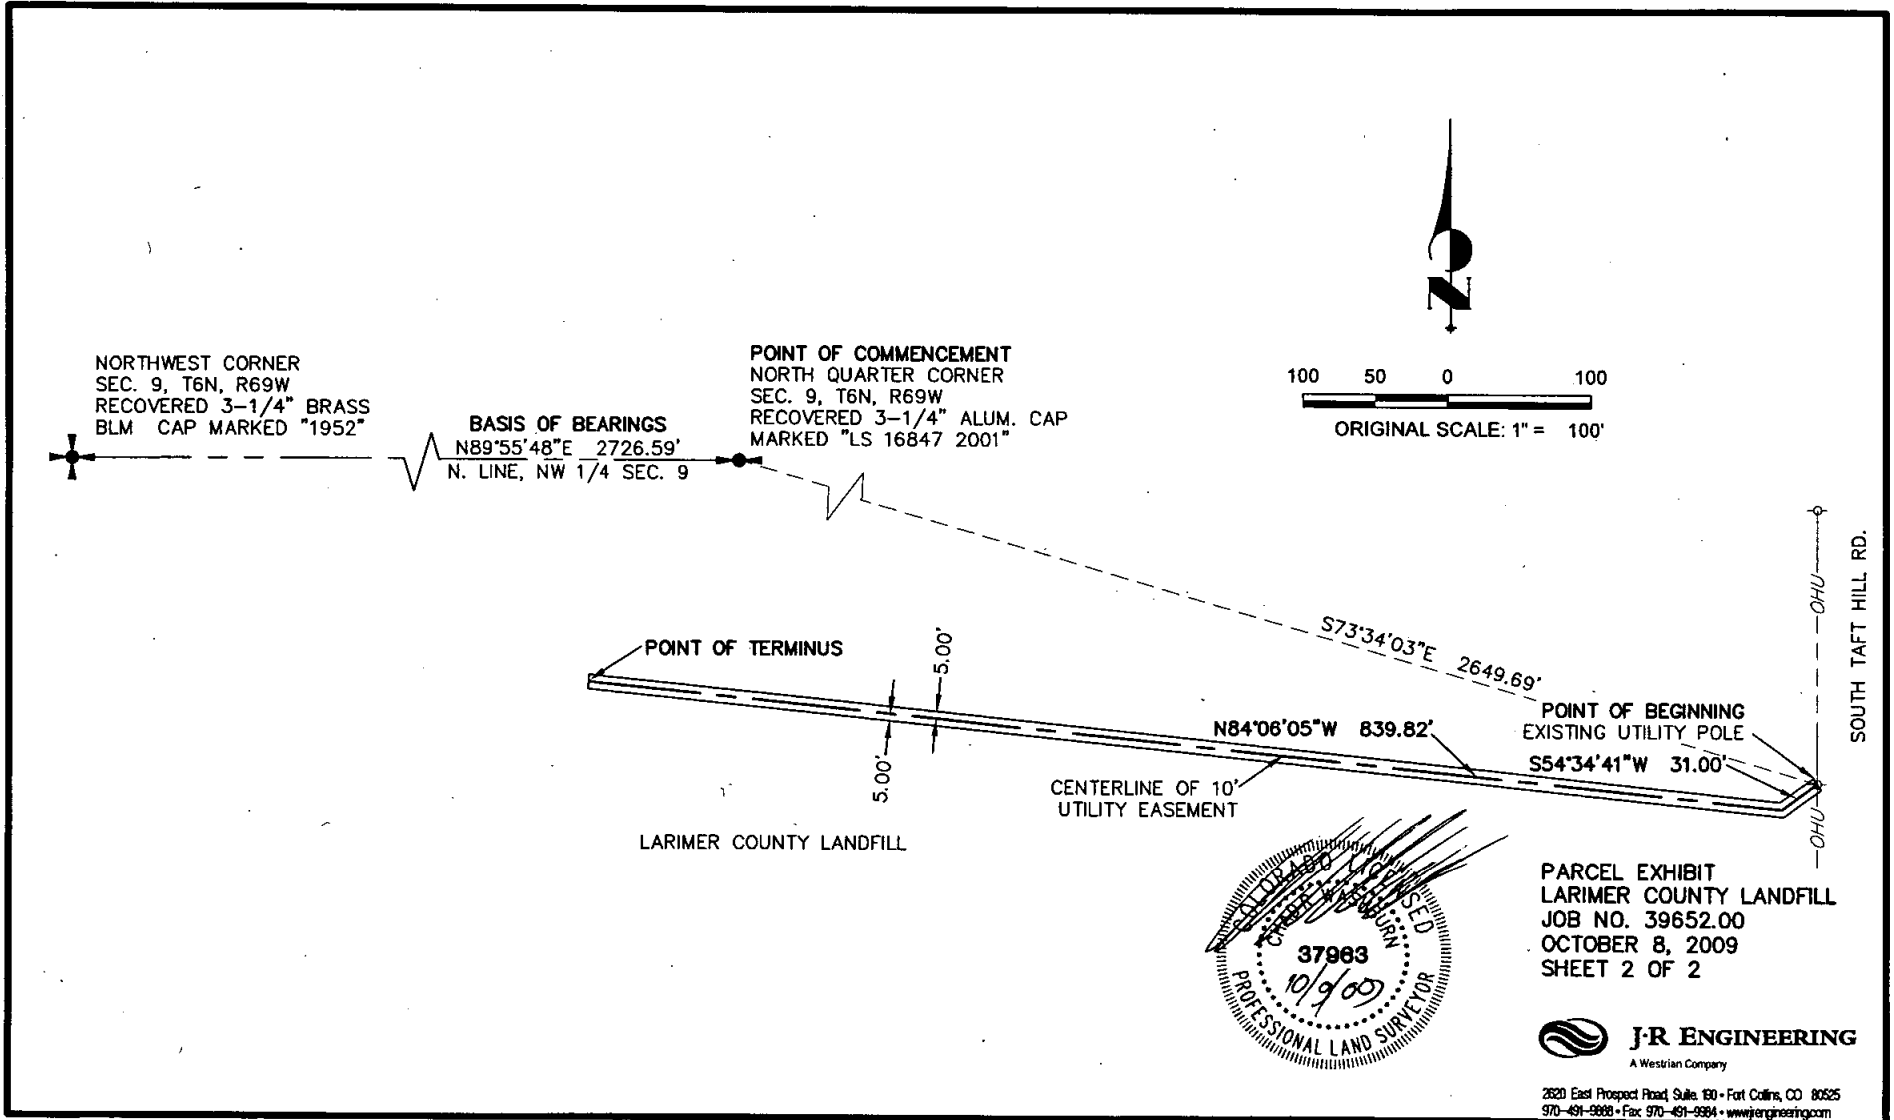 NORTHWEST CORNER
SEC. 9, T6N, R69W
RECOVERED 3-1/4" BRASS
BLM CAP MARKED "1952"
BASIS OF BEARINGS
N89°55'48"E 2726.59'
N. LINE, NW 1/4 SEC. 9
POINT OF COMMENCEMENT
NORTH QUARTER CORNER
SEC. 9, T6N, R69W
RECOVERED 3-1/4" ALUM. CAP
MARKED "LS 16847 2001"
N
100 50 0 100
ORIGINAL SCALE: 1" = 100'
OHU
SOUTH TAFT HILL RD.
S73°34'03"E 2649.69'
POINT OF TERMINUS
5.00'
5.00'
N84°06'05"W 839.82'
POINT OF BEGINNING
EXISTING UTILITY POLE
S54°34'41"W 31.00'
CENTERLINE OF 10'
UTILITY EASEMENT
OHU
LARIMER COUNTY LANDFILL
COLORADO LICENSED
CHAD R WASHBURN
37963
10/9/09
PROFESSIONAL LAND SURVEYOR
PARCEL EXHIBIT
LARIMER COUNTY LANDFILL
JOB NO. 39652.00
OCTOBER 8, 2009
SHEET 2 OF 2
J·R ENGINEERING
A Westrian Company
2620 East Prospect Road, Suite 190 • Fort Collins, CO 80525
970-491-9888 • Fax: 970-491-9984 • www.jrengineering.com